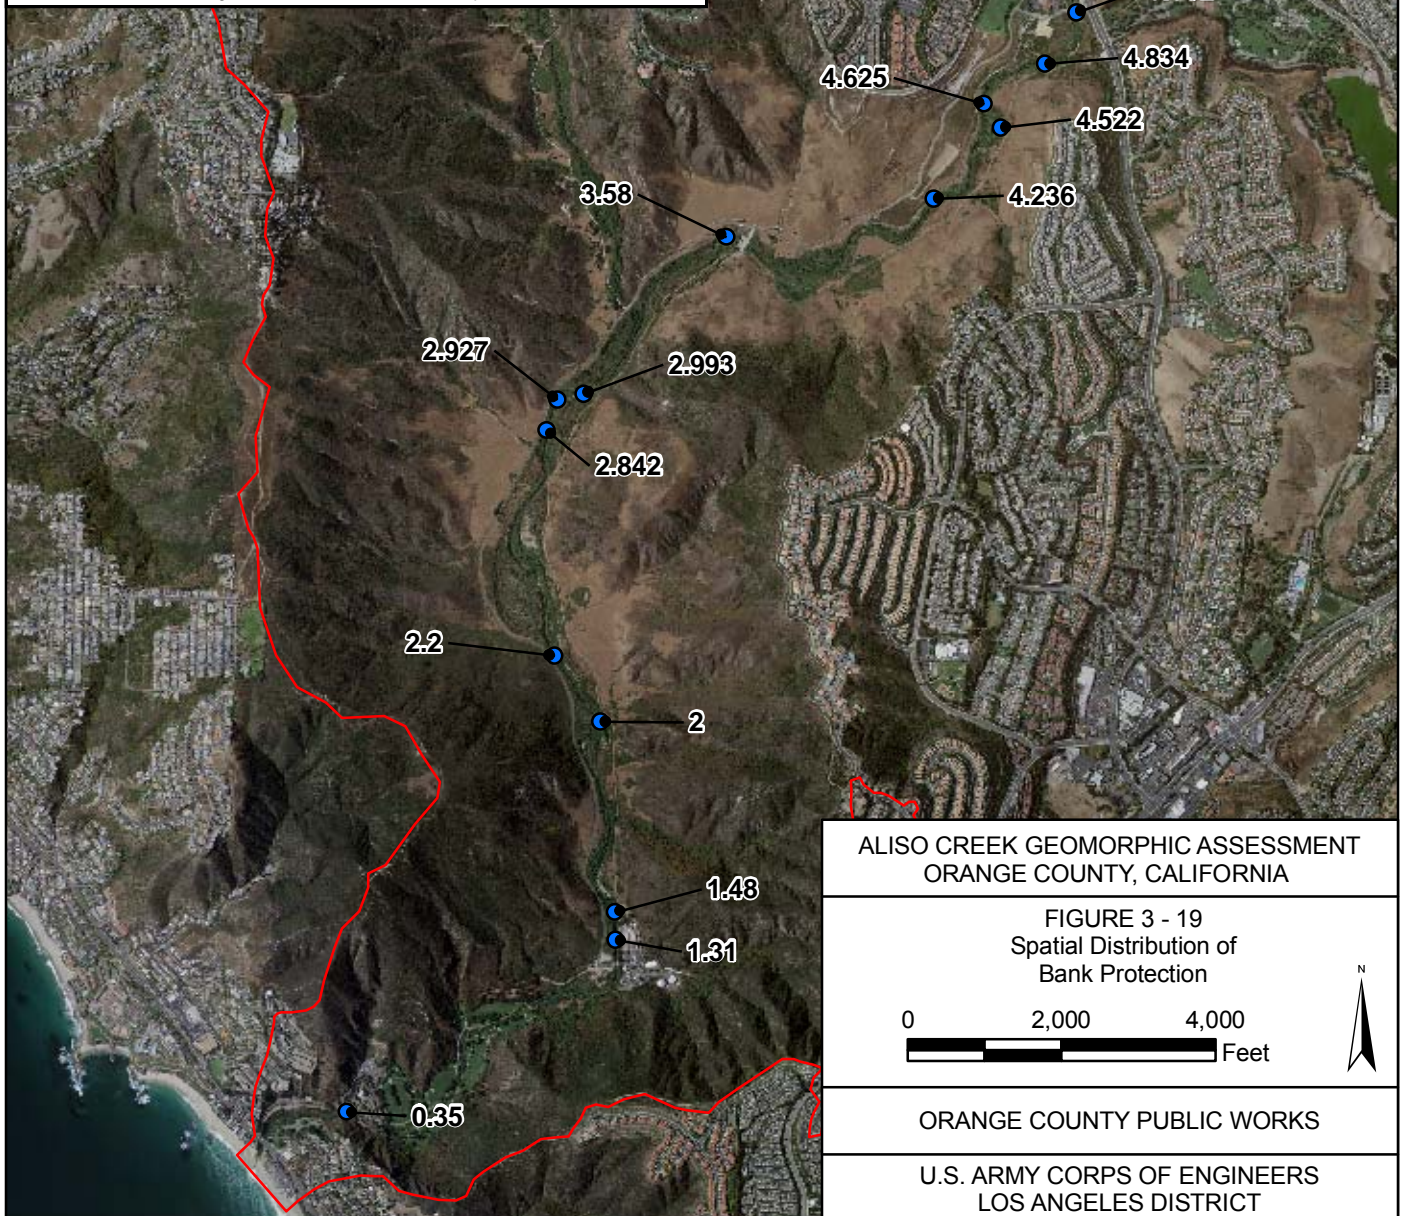 4.834
4.625
4.522
3.58
4.236
2.927
2.993
2.842
2.2
2
1.48
1.31
0.35
ALISO CREEK GEOMORPHIC ASSESSMENT
ORANGE COUNTY, CALIFORNIA
FIGURE 3 - 19
Spatial Distribution of
Bank Protection
N
0 2,000 4,000
Feet
ORANGE COUNTY PUBLIC WORKS
U.S. ARMY CORPS OF ENGINEERS
LOS ANGELES DISTRICT